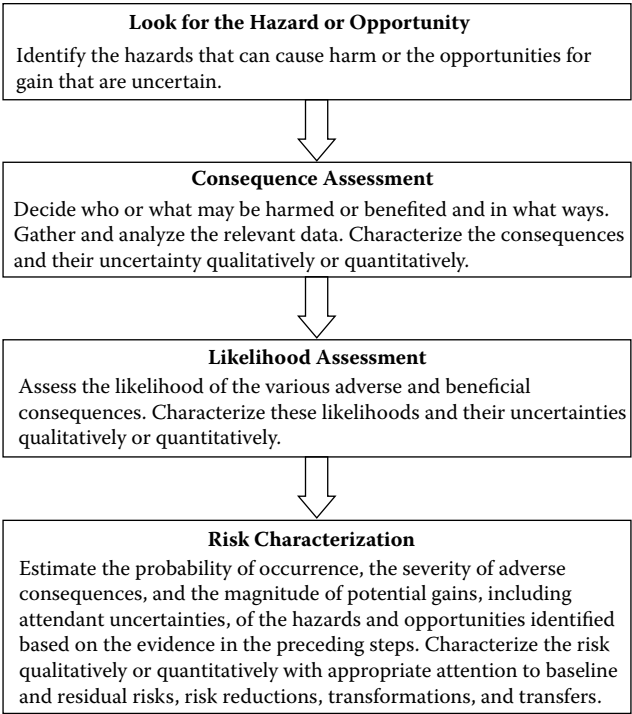 Look for the Hazard or Opportunity
Identify the hazards that can cause harm or the opportunities for
gain that are uncertain.
Consequence Assessment
Decide who or what may be harmed or benefited and in what ways.
Gather and analyze the relevant data. Characterize the consequences
and their uncertainty qualitatively or quantitatively.
Likelihood Assessment
Assess the likelihood of the various adverse and beneficial
consequences. Characterize these likelihoods and their uncertainties
qualitatively or quantitatively.
Risk Characterization
Estimate the probability of occurrence, the severity of adverse
consequences, and the magnitude of potential gains, including
attendant uncertainties, of the hazards and opportunities identified
based on the evidence in the preceding steps. Characterize the risk
qualitatively or quantitatively with appropriate attention to baseline
and residual risks, risk reductions, transformations, and transfers.